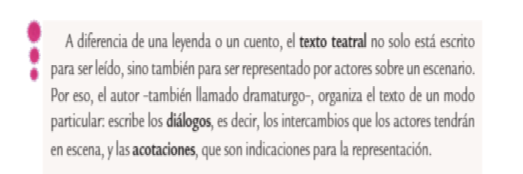 A diferencia de una leyenda o un cuento, el texto teatral no solo está escrito
para ser leído, sino también para ser representado por actores sobre un escenario.
Por eso, el autor –también llamado dramaturgo–, organiza el texto de un modo
particular: escribe los diálogos, es decir, los intercambios que los actores tendrán
en escena, y las acotaciones, que son indicaciones para la representación.